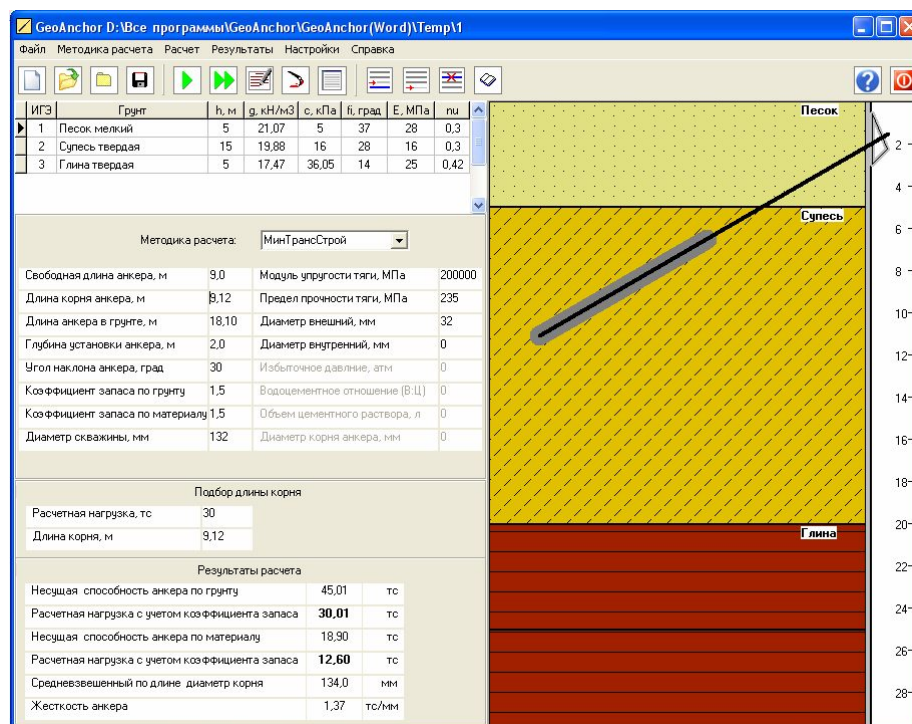 GeoAnchor D:\Все программы\GeoAnchor\GeoAnchor(Word)\Temp\1
Файл Методика расчета Расчет Результаты Настройки Справка
ИГЭ Грунт h, м g, кН/м3 c, кПа fi, град E, МПа nu
1 Песок мелкий 5 21,07 5 37 28 0,3
2 Супесь твердая 15 19,88 16 28 16 0,3
3 Глина твердая 5 17,47 36,05 14 25 0,42
Методика расчета: МинТрансСтрой
Свободная длина анкера, м 9,0 Модуль упругости тяги, МПа 200000
Длина корня анкера, м 9,12 Предел прочности тяги, МПа 235
Длина анкера в грунте, м 18,10 Диаметр внешний, мм 32
Глубина установки анкера, м 2,0 Диаметр внутренний, мм 0
Угол наклона анкера, град 30 Избыточное давлние, атм 0
Коэффициент запаса по грунту 1,5 Водоцементное отношение (В:Ц) 0
Коэффициент запаса по материалу 1,5 Объем цементного раствора, л 0
Диаметр скважины, мм 132 Диаметр корня анкера, мм 0
Подбор длины корня
Расчетная нагрузка, тс 30
Длина корня, м 9,12
Результаты расчета
Несущая способность анкера по грунту 45,01 тс
Расчетная нагрузка с учетом коэффициента запаса 30,01 тс
Несущая способность анкера по материалу 18,90 тс
Расчетная нагрузка с учетом коэффициента запаса 12,60 тс
Средневзвешенный по длине диаметр корня 134,0 мм
Жесткость анкера 1,37 тс/мм
Песок
Супесь
Глина
2
4
6
8
10
12
14
16
18
20
22
24
26
28